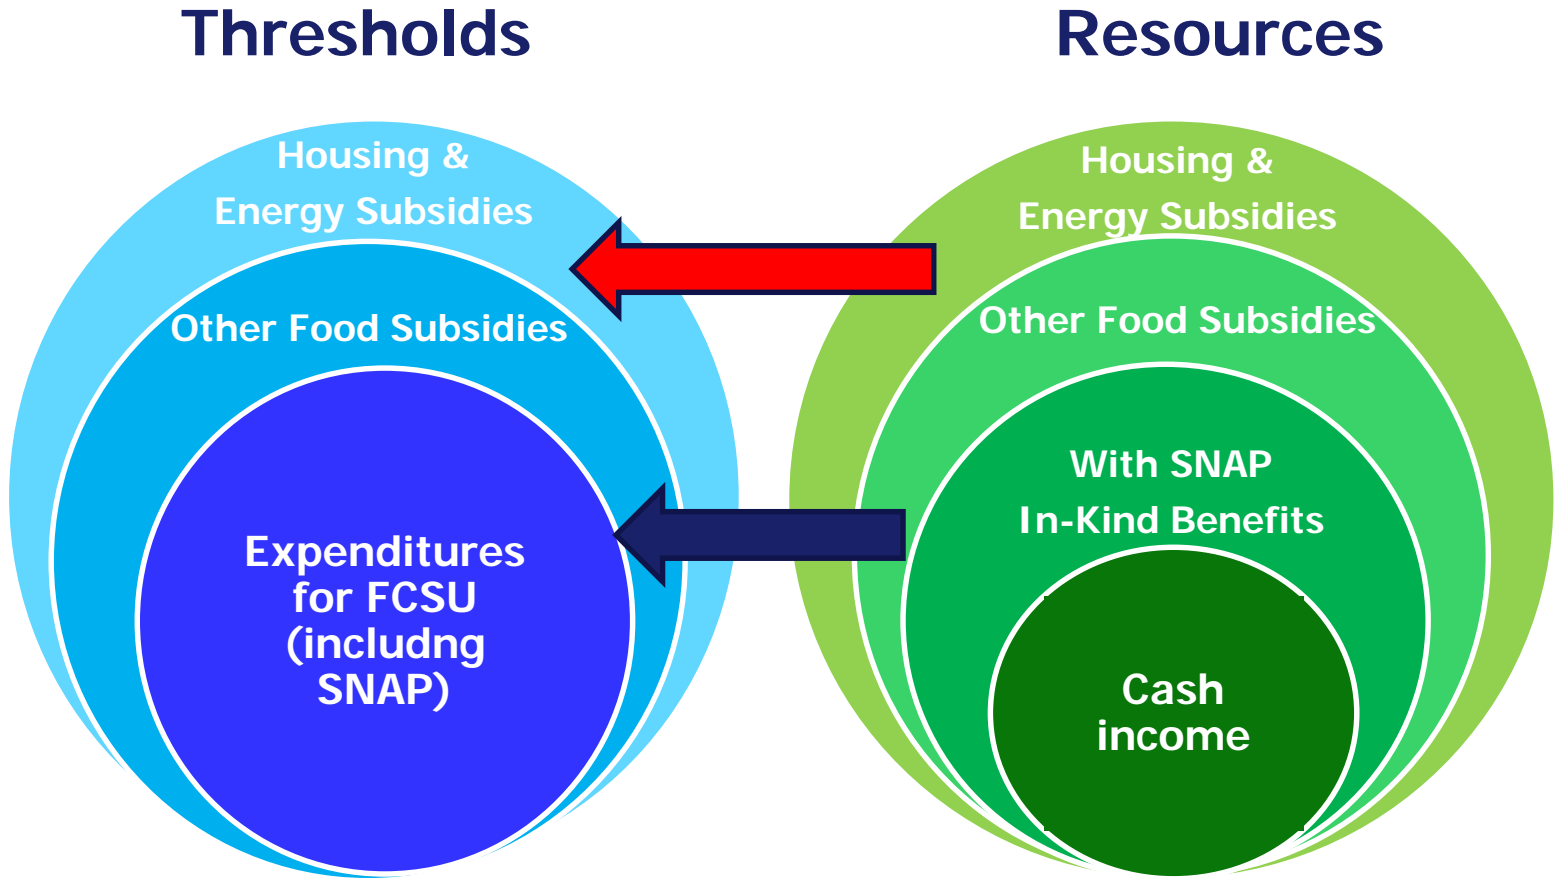 Thresholds
Resources
Housing &
Energy Subsidies
Other Food Subsidies
Expenditures
for FCSU
(includng
SNAP)
Housing &
Energy Subsidies
Other Food Subsidies
With SNAP
In-Kind Benefits
Cash
income